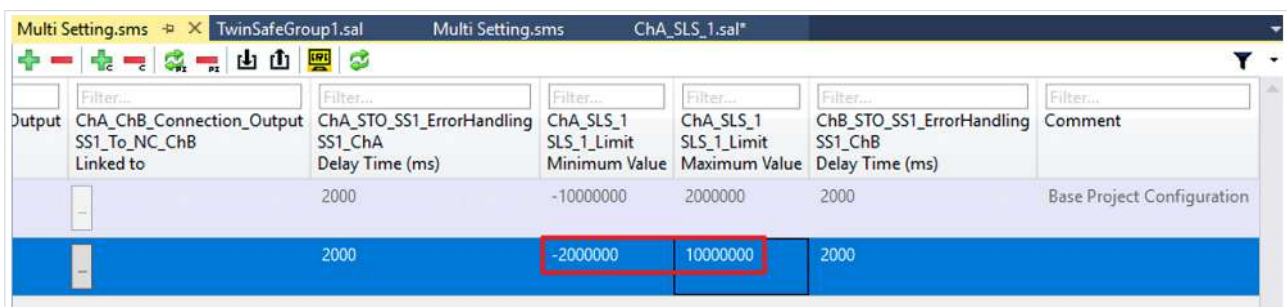 Multi Setting.sms TwinSafeGroup1.sal Multi Setting.sms ChA_SLS_1.sal*
Filter... Filter... Filter... Filter... Filter... Filter...
Output ChA_ChB_Connection_Output ChA_STO_SS1_ErrorHandling ChA_SLS_1 ChA_SLS_1 ChB_STO_SS1_ErrorHandling Comment
SS1_To_NC_ChB SS1_ChA SLS_1_Limit SLS_1_Limit SS1_ChB
Linked to Delay Time (ms) Minimum Value Maximum Value Delay Time (ms)
... 2000 -10000000 2000000 2000 Base Project Configuration
... 2000 -2000000 10000000 2000